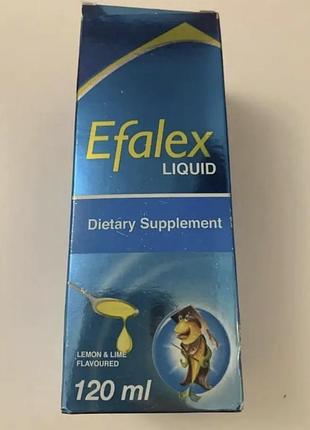 Efalex
LIQUID
Dietary Supplement
LEMON & LIME
FLAVOURED
120 ml